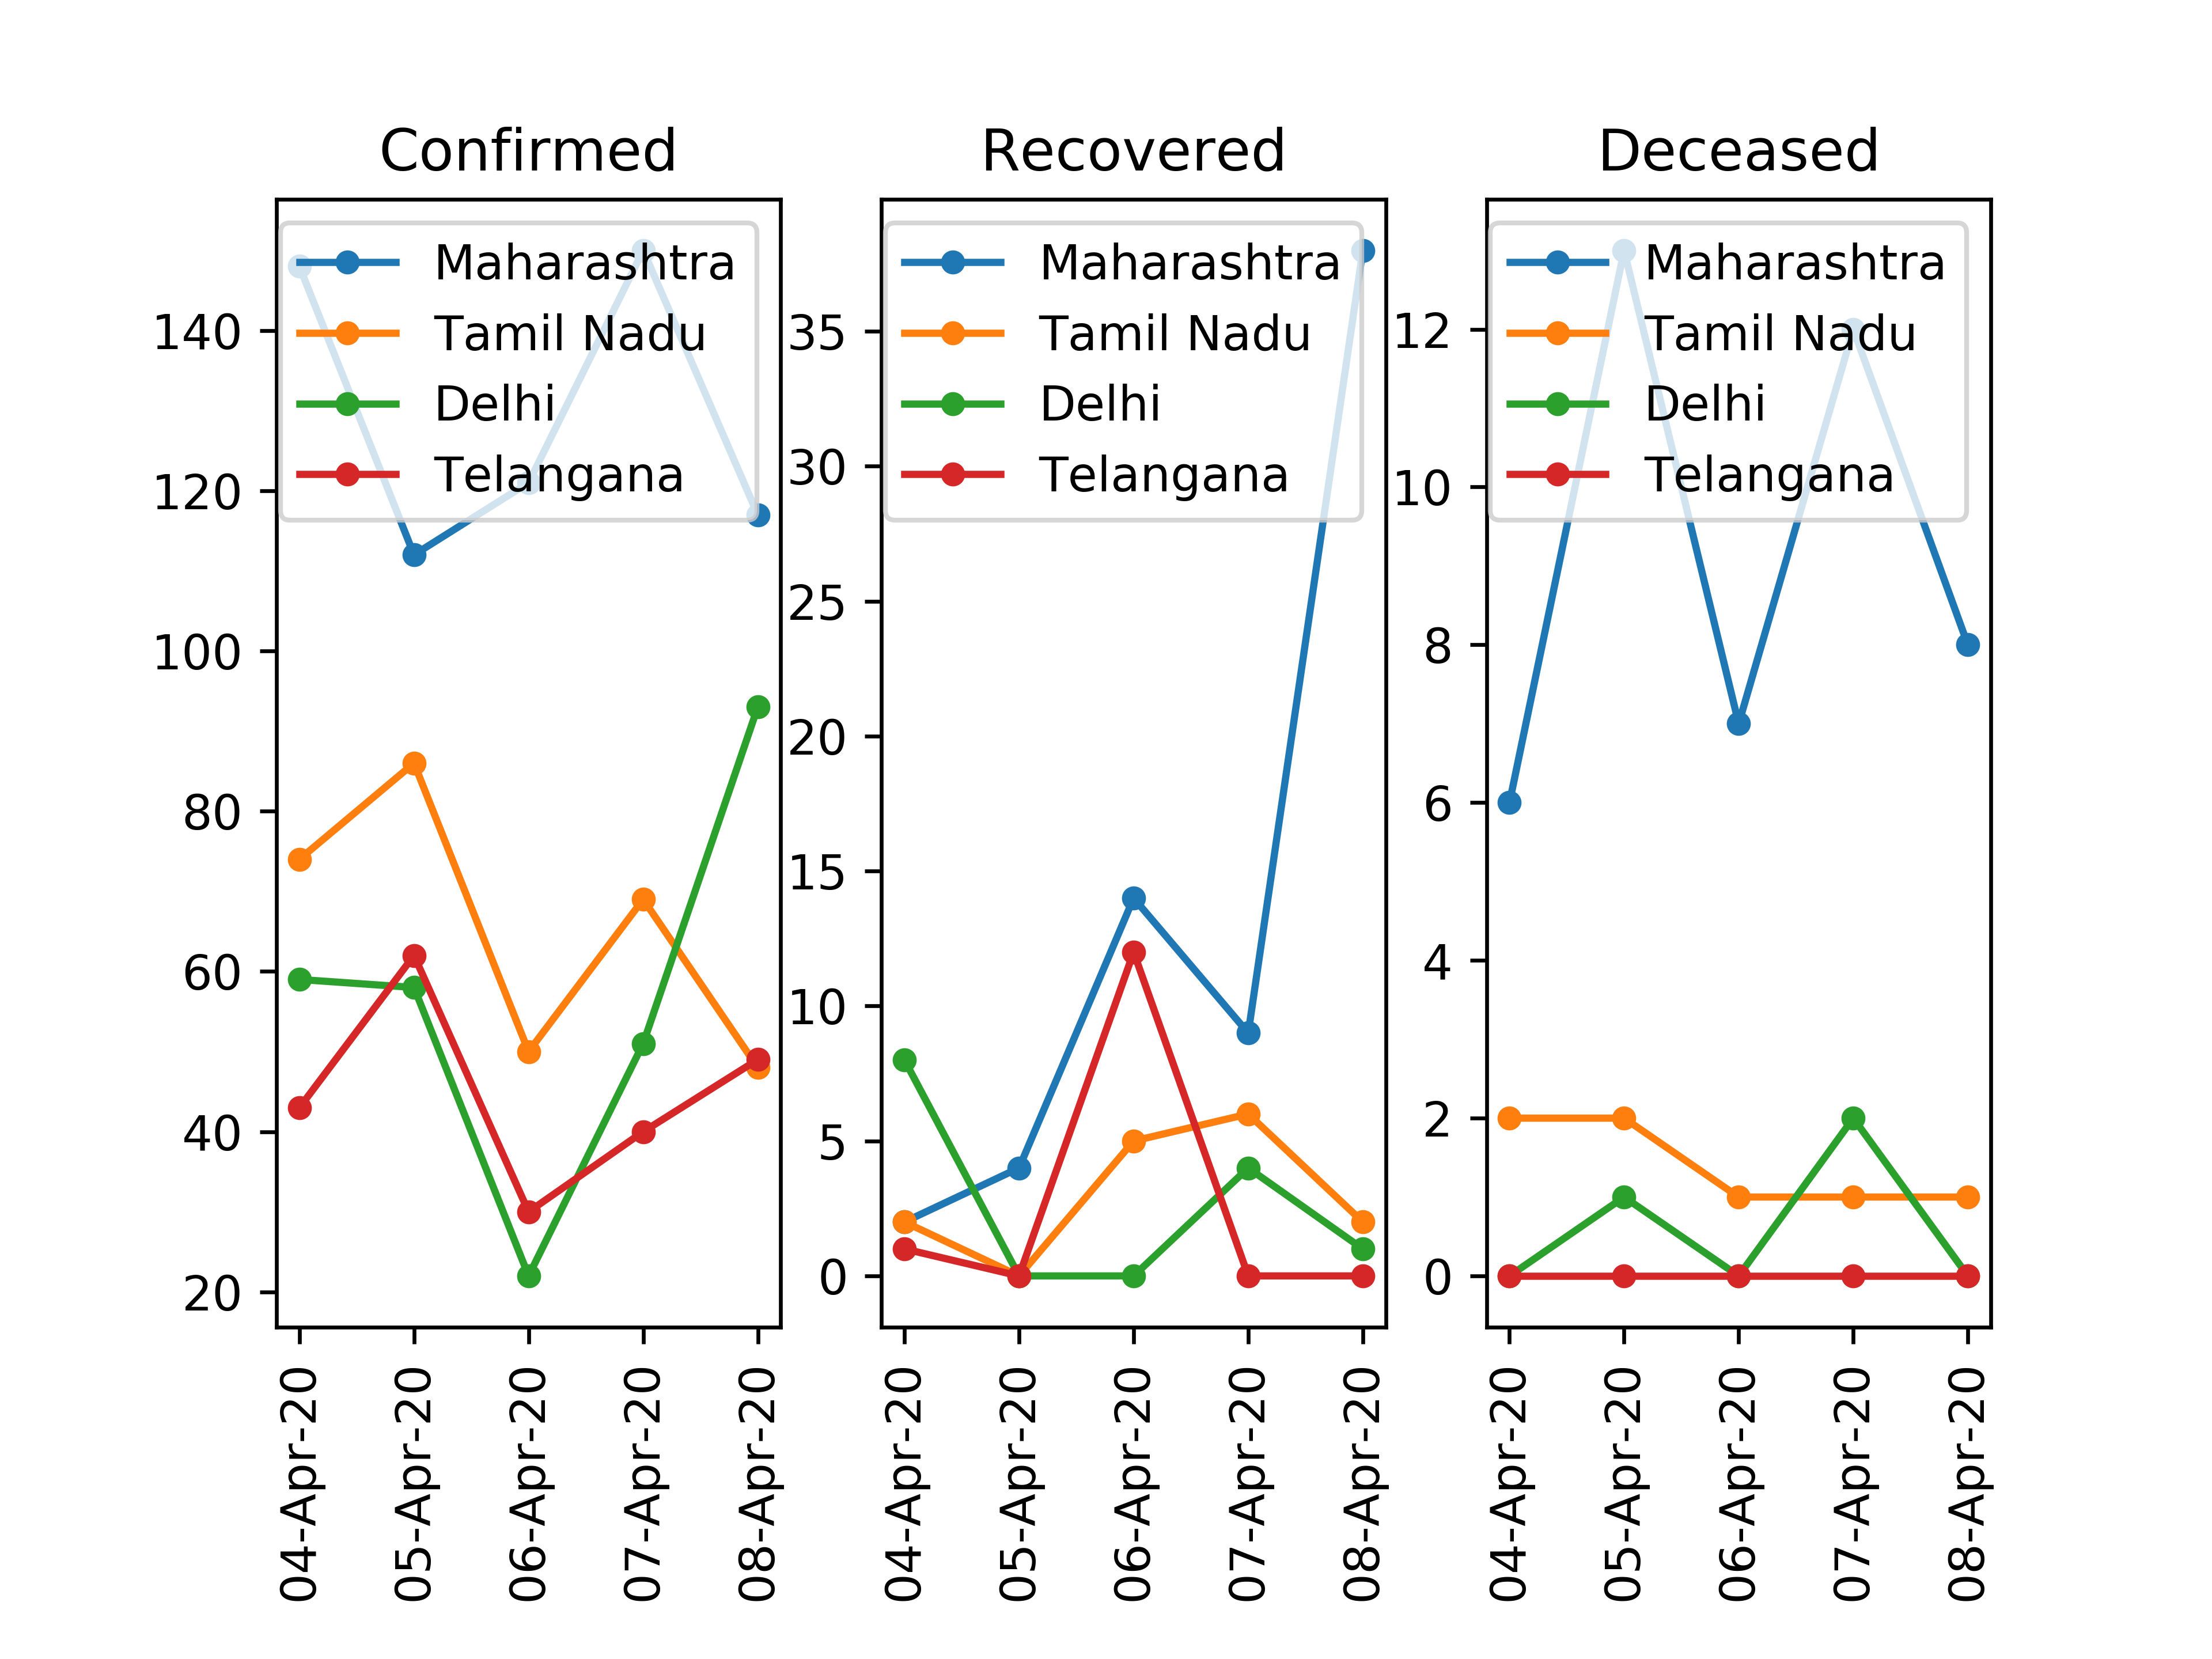 Confirmed
Maharashtra
Tamil Nadu
Delhi
Telangana
140
120
100
80
60
40
20
04-Apr-20
05-Apr-20
06-Apr-20
07-Apr-20
08-Apr-20
Recovered
Maharashtra
Tamil Nadu
Delhi
Telangana
35
30
25
20
15
10
5
0
04-Apr-20
05-Apr-20
06-Apr-20
07-Apr-20
08-Apr-20
Deceased
Maharashtra
Tamil Nadu
Delhi
Telangana
12
10
8
6
4
2
0
04-Apr-20
05-Apr-20
06-Apr-20
07-Apr-20
08-Apr-20